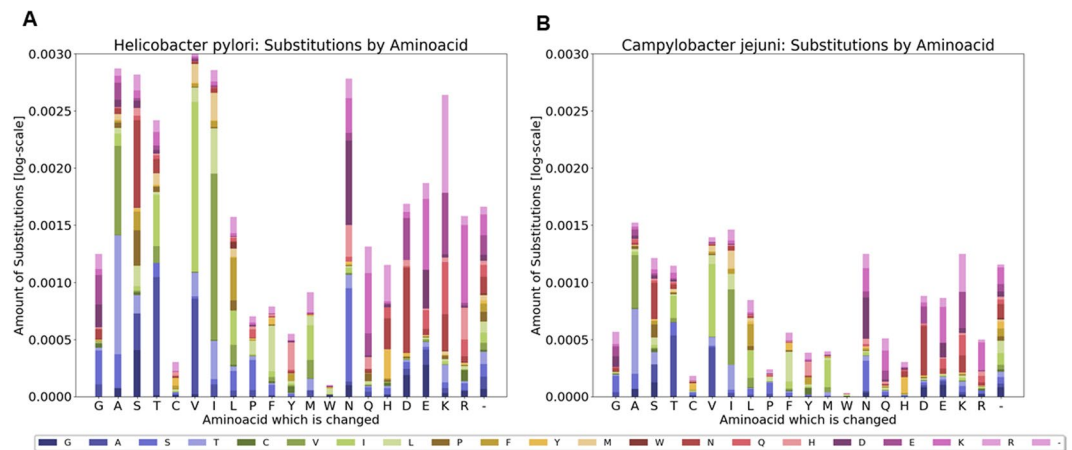 A
B
Helicobacter pylori: Substitutions by Aminoacid
Campylobacter jejuni: Substitutions by Aminoacid
Amount of Substitutions [log-scale]
0.0030
0.0025
0.0020
0.0015
0.0010
0.0005
0.0000
G A S T C V I L P F Y M W N Q H D E K R -
Aminoacid which is changed
Amount of Substitutions [log-scale]
0.0030
0.0025
0.0020
0.0015
0.0010
0.0005
0.0000
G A S T C V I L P F Y M W N Q H D E K R -
Aminoacid which is changed
G A S T C V I L P F Y M W N Q H D E K R -